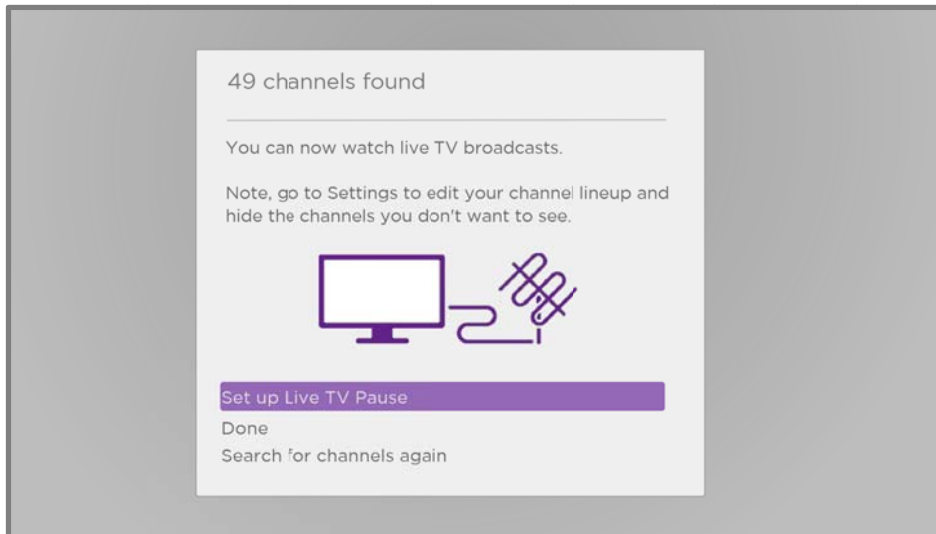 49 channels found
You can now watch live TV broadcasts.
Note, go to Settings to edit your channel lineup and
hide the channels you don't want to see.
Set up Live TV Pause
Done
Search for channels again